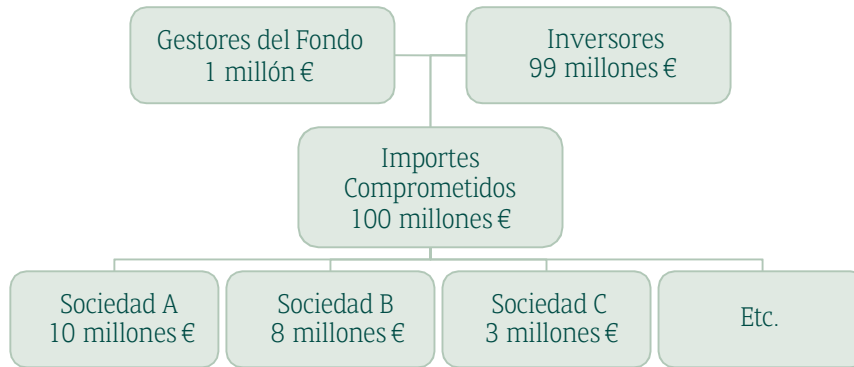 Gestores del Fondo
1 millón €
Inversores
99 millones €
Importes
Comprometidos
100 millones €
Sociedad A
10 millones €
Sociedad B
8 millones €
Sociedad C
3 millones €
Etc.